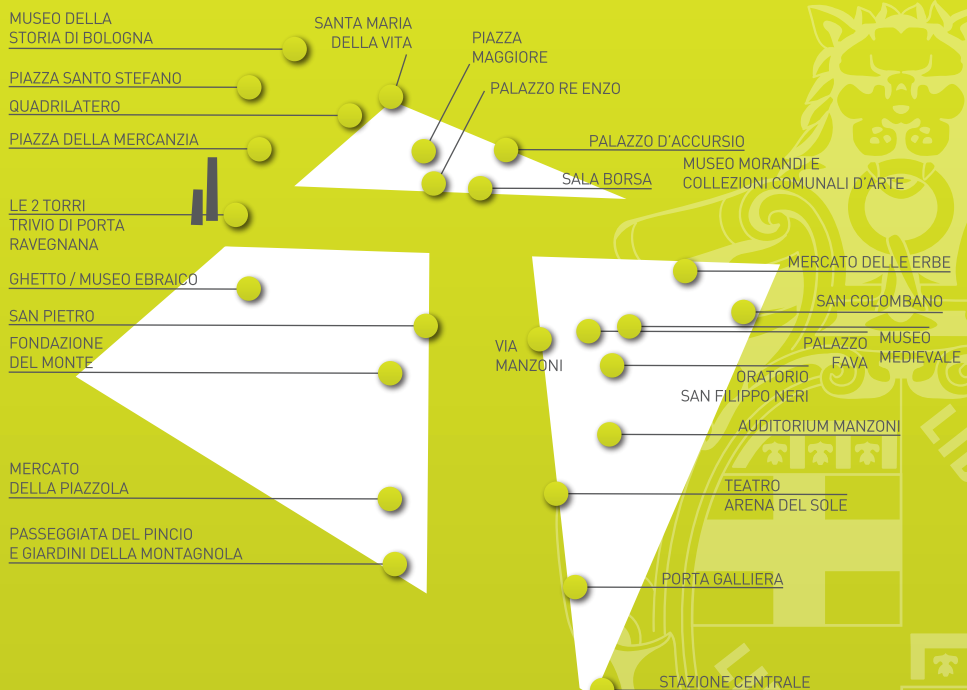 MUSEO DELLA
STORIA DI BOLOGNA
PIAZZA SANTO STEFANO
QUADRILATERO
PIAZZA DELLA MERCANZIA
LE 2 TORRI
TRIVIO DI PORTA
RAVEGNANA
GHETTO / MUSEO EBRAICO
SAN PIETRO
FONDAZIONE
DEL MONTE
MERCATO
DELLA PIAZZOLA
PASSEGGIATA DEL PINCIO
E GIARDINI DELLA MONTAGNOLA
SANTA MARIA
DELLA VITA
PIAZZA
MAGGIORE
PALAZZO RE ENZO
PALAZZO D'ACCURSIO
MUSEO MORANDI E
COLLEZIONI COMUNALI D'ARTE
SALA BORSA
MERCATO DELLE ERBE
SAN COLOMBANO
MUSEO
MEDIEVALE
PALAZZO
FAVA
VIA
MANZONI
ORATORIO
SAN FILIPPO NERI
AUDITORIUM MANZONI
TEATRO
ARENA DEL SOLE
PORTA GALLIERA
STAZIONE CENTRALE